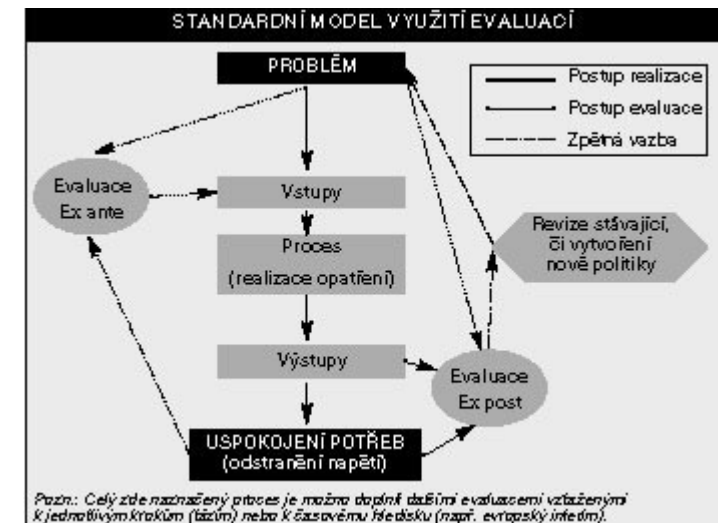 STANDARDNÍ MODEL VYUŽITÍ EVALUACÍ
PROBLÉM
Postup realizace
Postup evaluace
Zpětná vazba
Evaluace
Ex ante
Vstupy
Proces
(realizace opatření)
Revize stávající,
či vytvoření
nové politiky
Výstupy
Evaluace
Ex post
USPOKOJENÍ POTŘEB
(odstranění napětí)
Pozn.: Celý zde naznačený proces je možno doplnit dalšími evaluacemi vztaženými
k jednotlivým krokům (fázím) nebo k časovému hledisku (např. evropský interim).